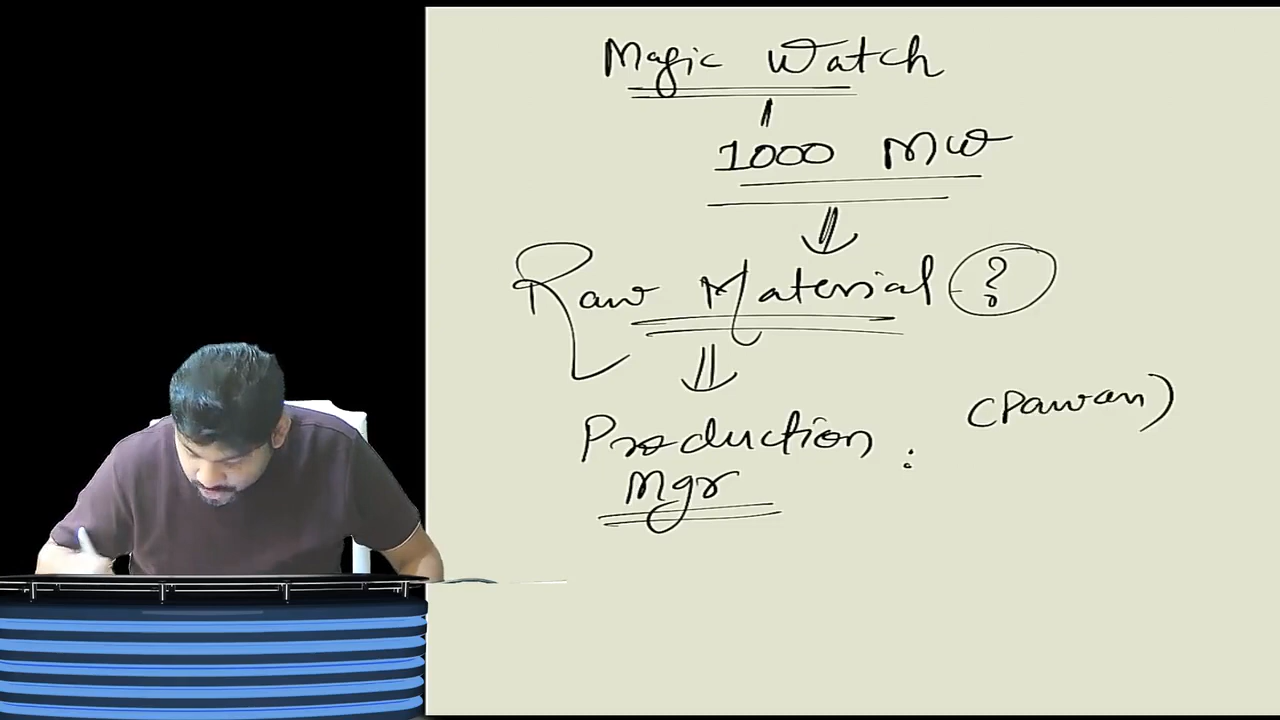 Magic Watch
1000 MW
Raw Material ?
Production : (Pawan)
Mgr